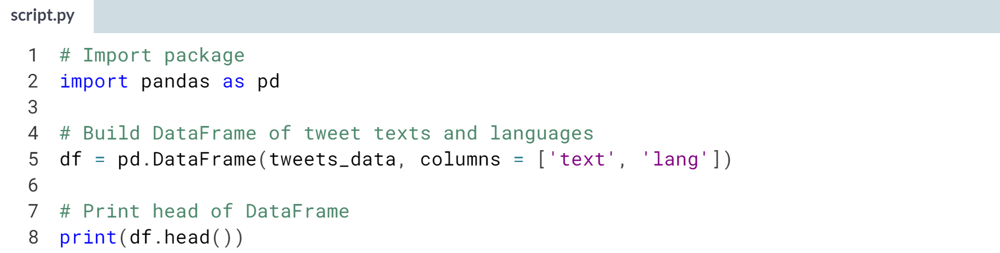 script.py
1 # Import package
2 import pandas as pd
3
4 # Build DataFrame of tweet texts and languages
5 df = pd.DataFrame(tweets_data, columns = ['text', 'lang'])
6
7 # Print head of DataFrame
8 print(df.head())